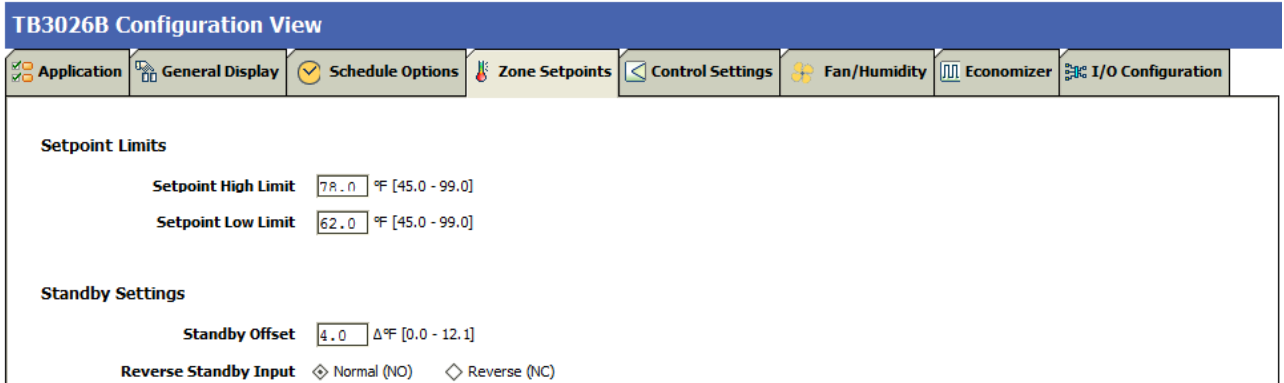 TB3026B Configuration View
Application General Display Schedule Options Zone Setpoints Control Settings Fan/Humidity Economizer I/O Configuration
Setpoint Limits
Setpoint High Limit 78.0 °F [45.0 - 99.0]
Setpoint Low Limit 62.0 °F [45.0 - 99.0]
Standby Settings
Standby Offset 4.0 Δ°F [0.0 - 12.1]
Reverse Standby Input Normal (NO) Reverse (NC)